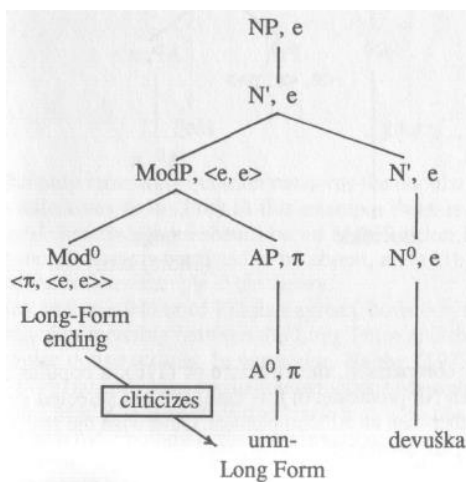 NP, e
N', e
ModP, <e, e>
N', e
Mod⁰
AP, π
N⁰, e
<π, <e, e>>
Long-Form
ending
A⁰, π
cliticizes
umn-
devuška
Long Form